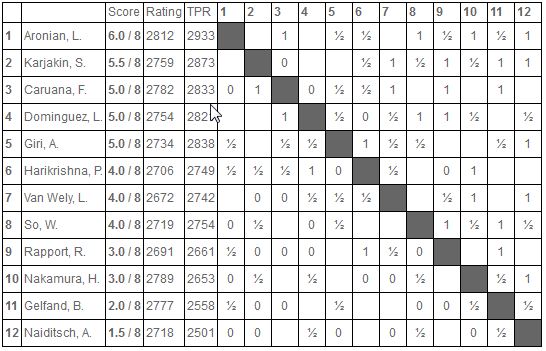 Score Rating TPR 1 2 3 4 5 6 7 8 9 10 11 12
1 Aronian, L. 6.0 / 8 2812 2933 1 ½ ½ 1 ½ 1 ½ 1
2 Karjakin, S. 5.5 / 8 2759 2873 0 ½ 1 ½ 1 ½ 1 1
3 Caruana, F. 5.0 / 8 2782 2833 0 1 0 ½ ½ ½ 1 1
4 Dominguez, L. 5.0 / 8 2754 1 ½ 0 ½ 1 1 ½ ½
5 Giri, A. 5.0 / 8 2734 2838 ½ ½ ½ 1 ½ ½ ½ 1
6 Harikrishna, P. 4.0 / 8 2706 2749 ½ ½ ½ 1 0 ½ 0 1
7 Van Wely, L. 4.0 / 8 2672 2742 0 0 ½ ½ ½ ½ 1 1
8 So, W. 4.0 / 8 2719 2754 0 ½ 0 ½ 1 ½ 1 ½
9 Rapport, R. 3.0 / 8 2691 2661 ½ 0 0 0 1 ½ 0 1
10 Nakamura, H. 3.0 / 8 2789 2653 0 ½ ½ 0 0 ½ ½ 1
11 Gelfand, B. 2.0 / 8 2777 2558 ½ 0 0 ½ 0 0 ½ ½
12 Naiditsch, A. 1.5 / 8 2718 2501 0 0 ½ 0 0 ½ 0 ½